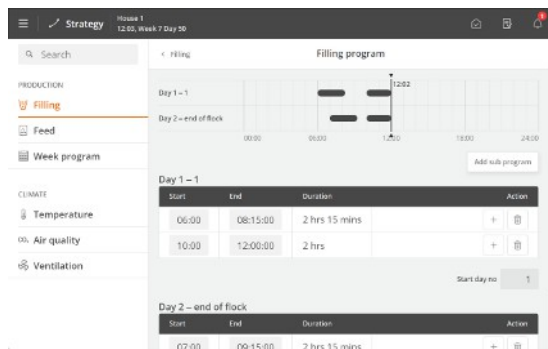 Strategy
House 1
12:03, Week 7 Day 50
Search
< Filling
Filling program
PRODUCTION
Filling
Feed
Week program
CLIMATE
Temperature
CO₂ Air quality
Ventilation
12:02
Day 1 – 1
Day 2 – end of flock
00:00 06:00 12:00 18:00 24:00
Add sub program
Day 1 – 1
Start End Duration Action
06:00 08:15:00 2 hrs 15 mins +
10:00 12:00:00 2 hrs +
Start day no 1
Day 2 – end of flock
Start End Duration Action
07:00 09:15:00 2 hrs 15 mins +